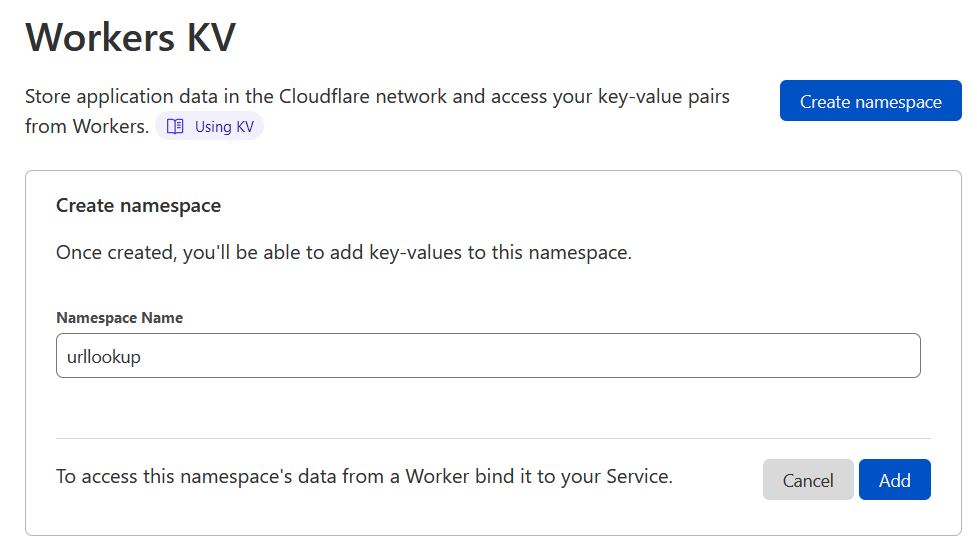 Workers KV
Store application data in the Cloudflare network and access your key-value pairs
from Workers. Using KV
Create namespace
Create namespace
Once created, you'll be able to add key-values to this namespace.
Namespace Name
urllookup
To access this namespace's data from a Worker bind it to your Service.
Cancel
Add